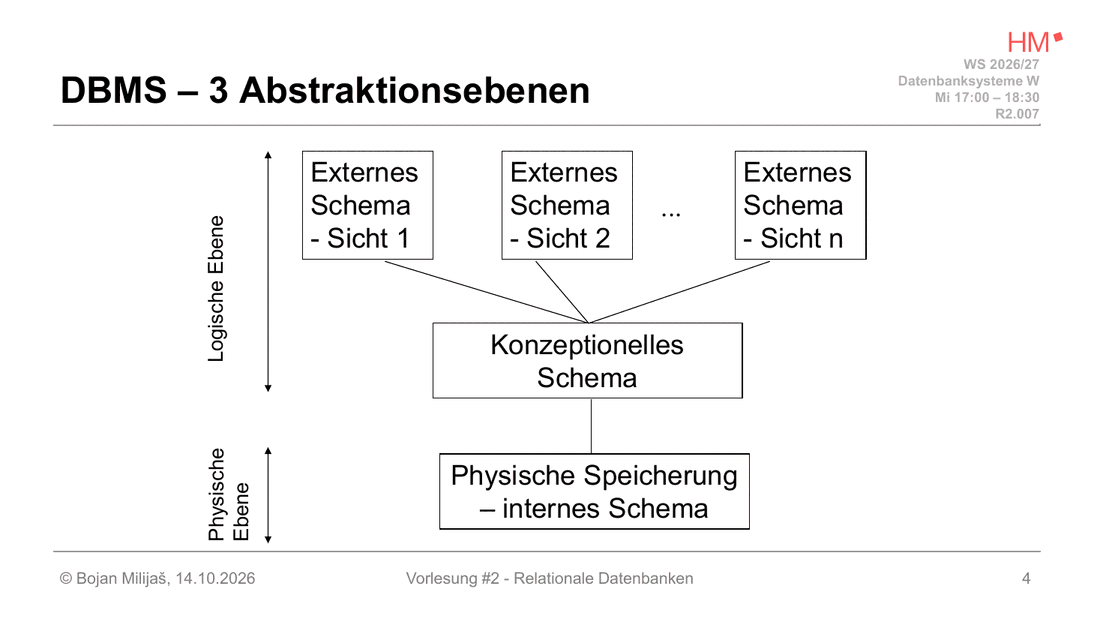 HM
WS 2026/27
Datenbanksysteme W
Mi 17:00 – 18:30
R2.007
DBMS – 3 Abstraktionsebenen
Logische Ebene
Externes
Schema
- Sicht 1
Externes
Schema
- Sicht 2
...
Externes
Schema
- Sicht n
Konzeptionelles
Schema
Physische
Ebene
Physische Speicherung
– internes Schema
© Bojan Milijaš, 14.10.2026
Vorlesung #2 - Relationale Datenbanken
4